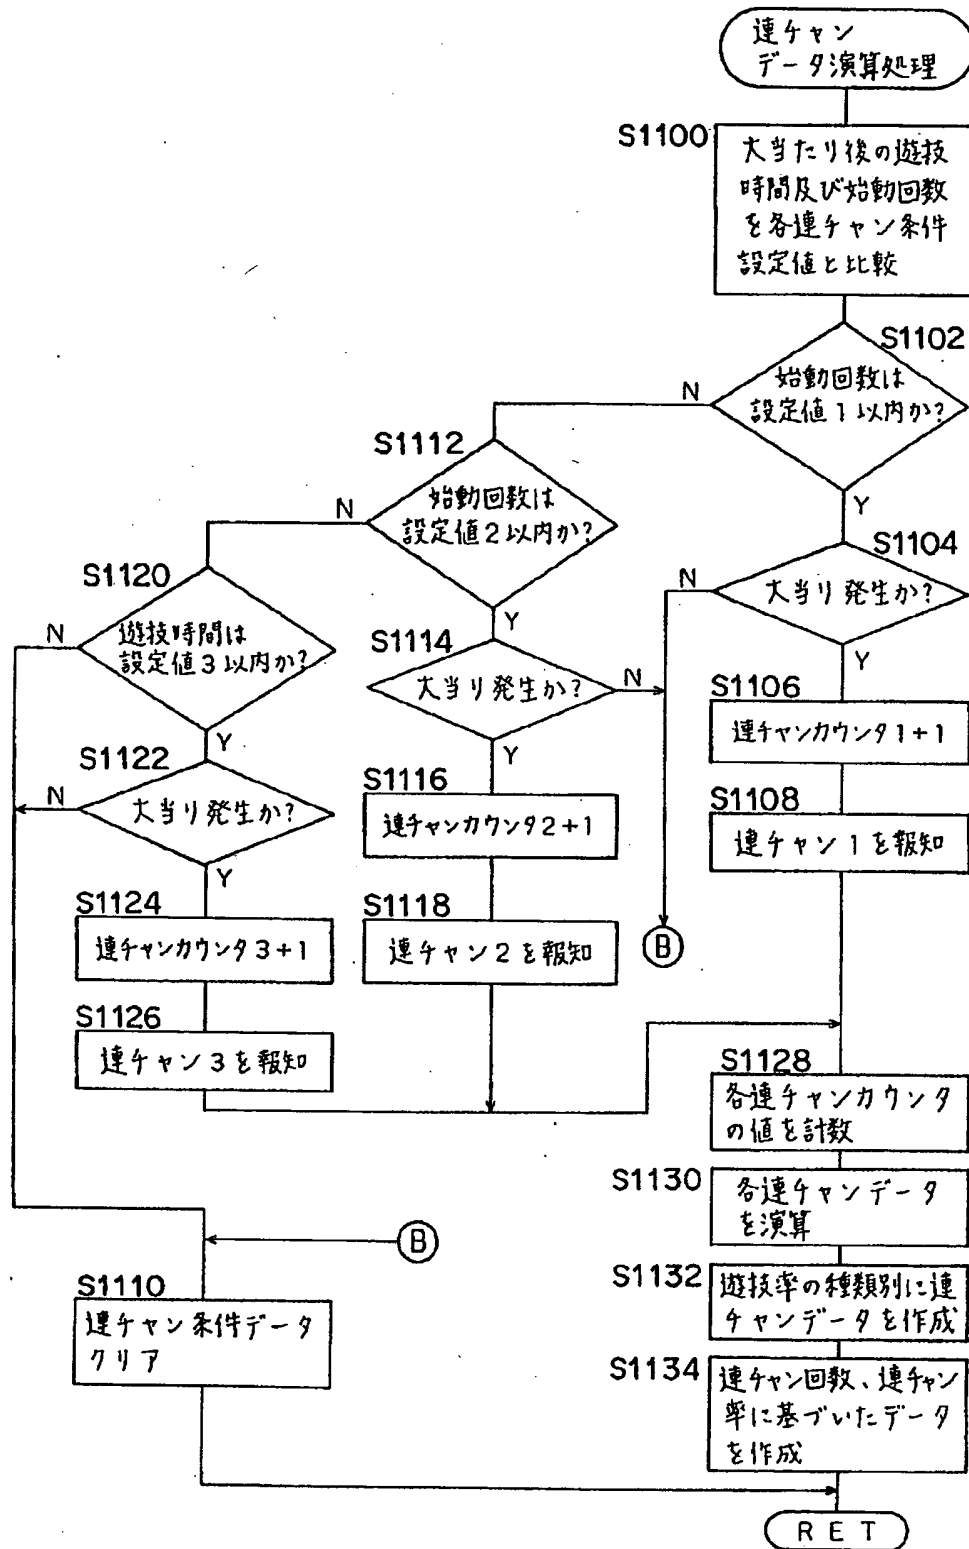 連チャン
データ演算処理
S1100
大当たり後の遊技
時間及び始動回数
を各連チャン条件
設定値と比較
S1102
始動回数は
設定値1以内か?
N
Y
S1112
始動回数は
設定値2以内か?
N
Y
S1104
大当り発生か?
N
Y
S1120
遊技時間は
設定値3以内か?
N
Y
S1114
大当り発生か?
N
Y
S1106
連チャンカウンタ1+1
S1122
大当り発生か?
N
Y
S1116
連チャンカウンタ2+1
S1108
連チャン1を報知
S1124
連チャンカウンタ3+1
S1118
連チャン2を報知
B
S1126
連チャン3を報知
S1128
各連チャンカウンタ
の値を計数
S1130
各連チャンデータ
を演算
B
S1110
連チャン条件データ
クリア
S1132
遊技率の種類別に連
チャンデータを作成
S1134
連チャン回数、連チャン
率に基づいたデータ
を作成
RET